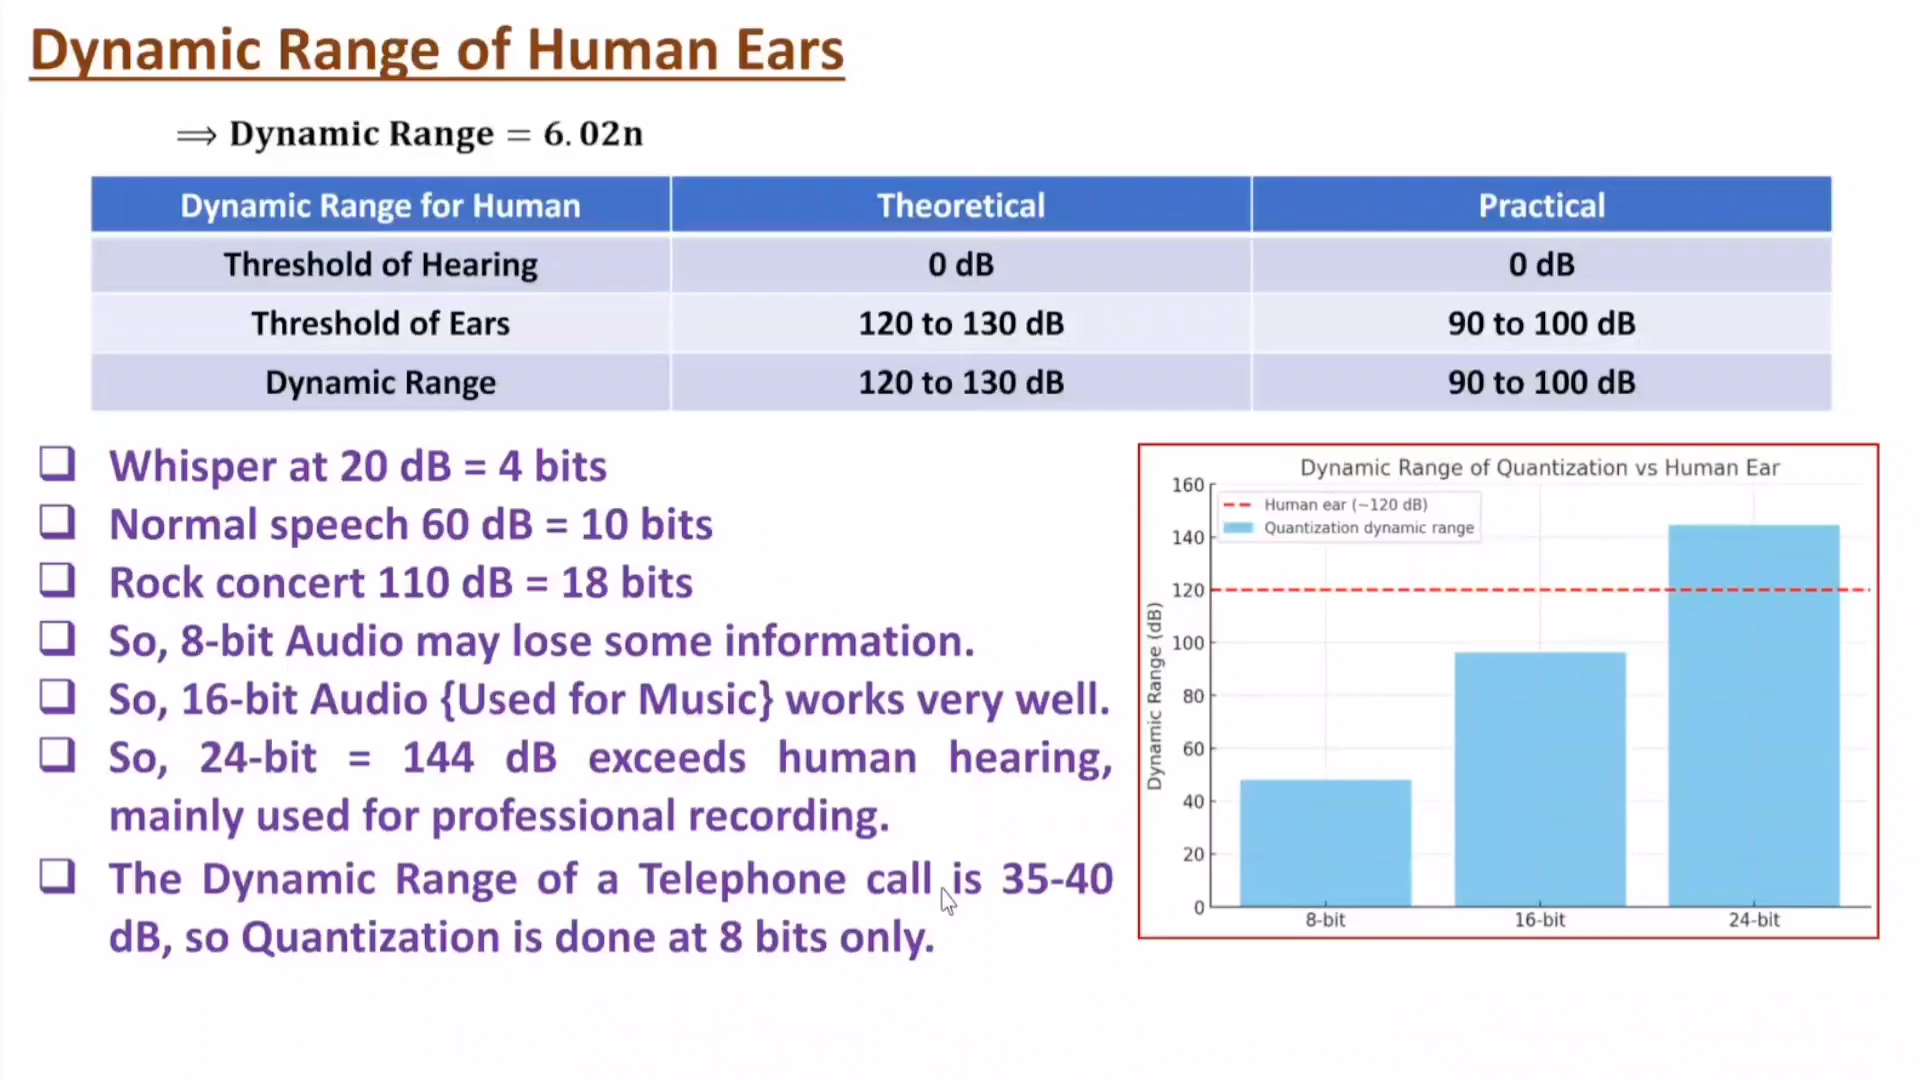 Dynamic Range of Human Ears
⟹ Dynamic Range = 6.02n
Dynamic Range for Human Theoretical Practical
Threshold of Hearing 0 dB 0 dB
Threshold of Ears 120 to 130 dB 90 to 100 dB
Dynamic Range 120 to 130 dB 90 to 100 dB
❑ Whisper at 20 dB = 4 bits
❑ Normal speech 60 dB = 10 bits
❑ Rock concert 110 dB = 18 bits
❑ So, 8-bit Audio may lose some information.
❑ So, 16-bit Audio {Used for Music} works very well.
❑ So, 24-bit = 144 dB exceeds human hearing,
mainly used for professional recording.
❑ The Dynamic Range of a Telephone call is 35-40
dB, so Quantization is done at 8 bits only.
Dynamic Range of Quantization vs Human Ear
Human ear (~120 dB)
Quantization dynamic range
Dynamic Range (dB)
160
140
120
100
80
60
40
20
0
8-bit 16-bit 24-bit